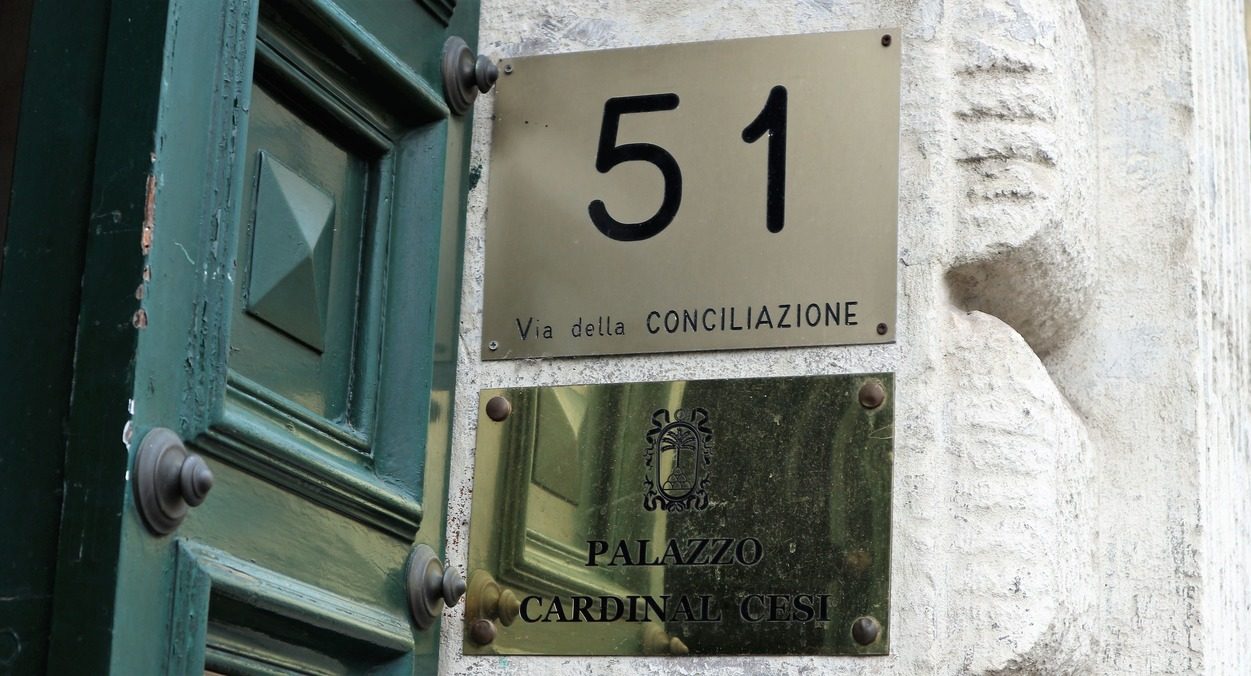 51
Via della CONCILIAZIONE
PALAZZO
CARDINAL CESI